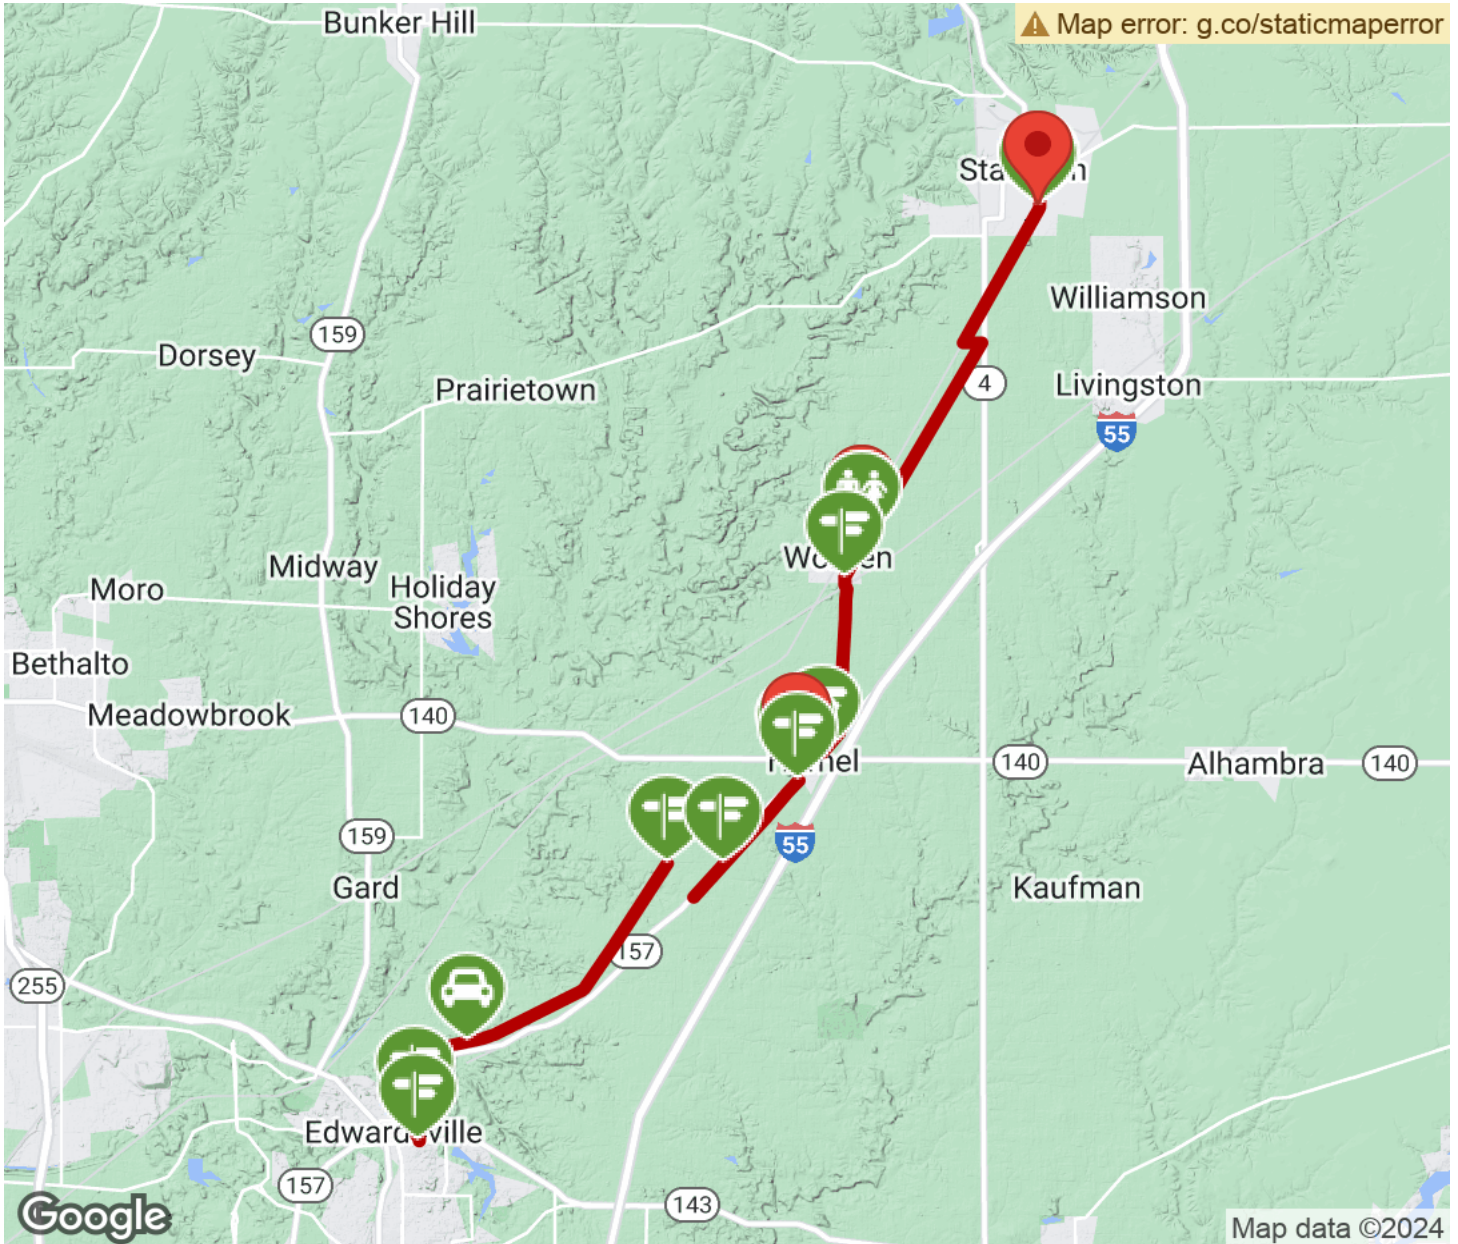 Bunker Hill
Map error: g.co/staticmaperror
Williamson
159
Dorsey
Livingston
4
Prairietown
55
Midway
Holiday
Shores
Moro
Bethalto
Meadowbrook
140
140
Alhambra
140
159
55
Gard
Kaufman
157
255
157
143
Google
Map data ©2024